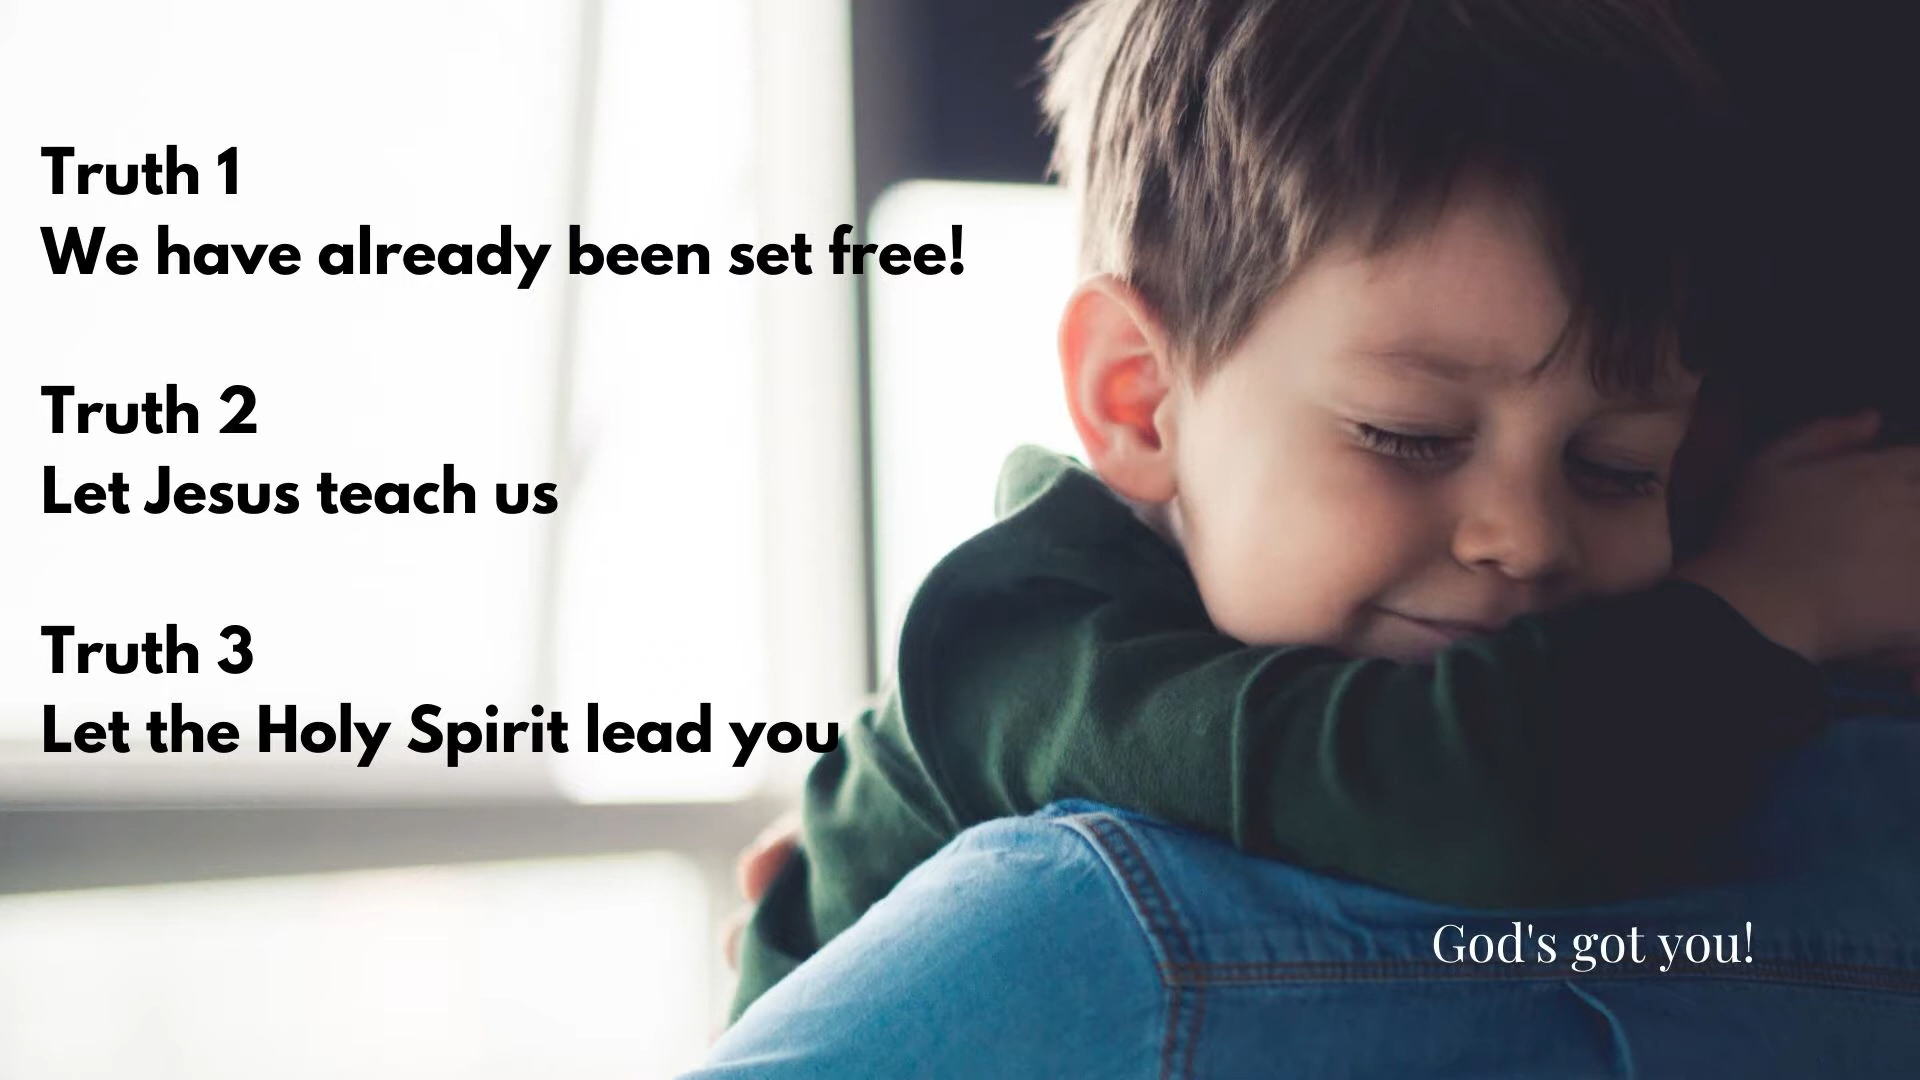 Truth 1
We have already been set free!
Truth 2
Let Jesus teach us
Truth 3
Let the Holy Spirit lead you
God's got you!